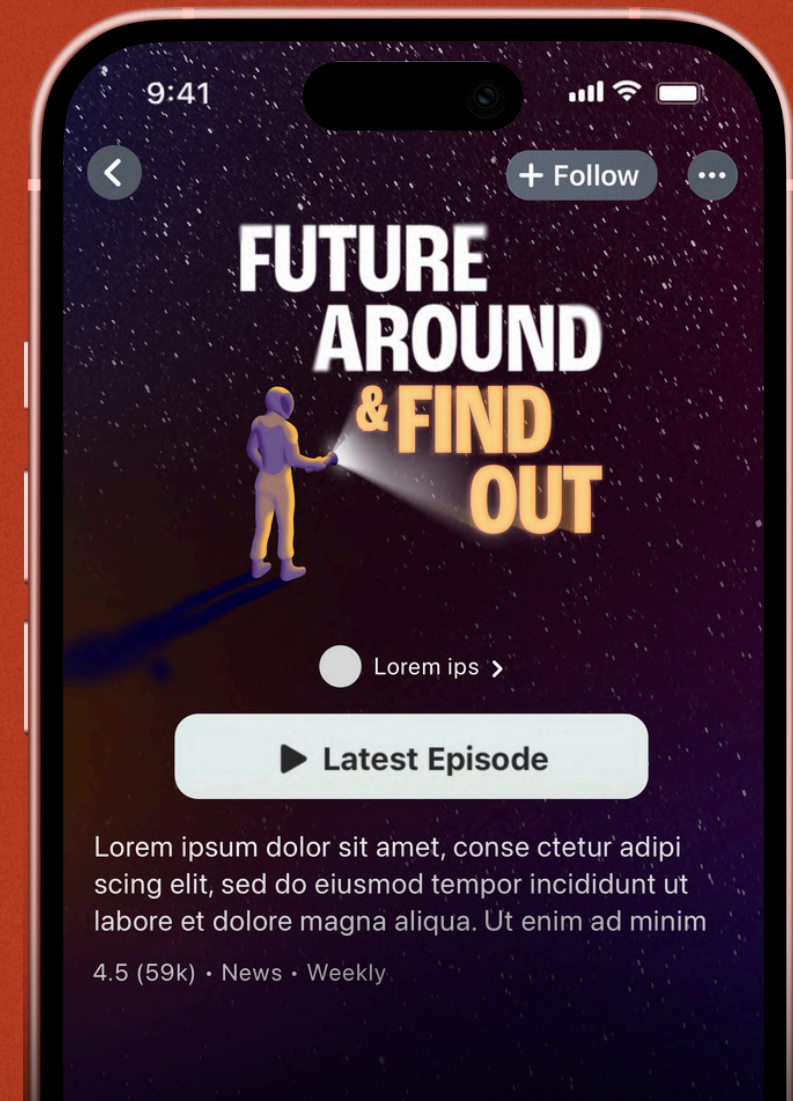 9:41
+ Follow
FUTURE
AROUND
& FIND
OUT
Lorem ips
Latest Episode
Lorem ipsum dolor sit amet, conse ctetur adipi
scing elit, sed do eiusmod tempor incididunt ut
labore et dolore magna aliqua. Ut enim ad minim
4.5 (59k) • News • Weekly